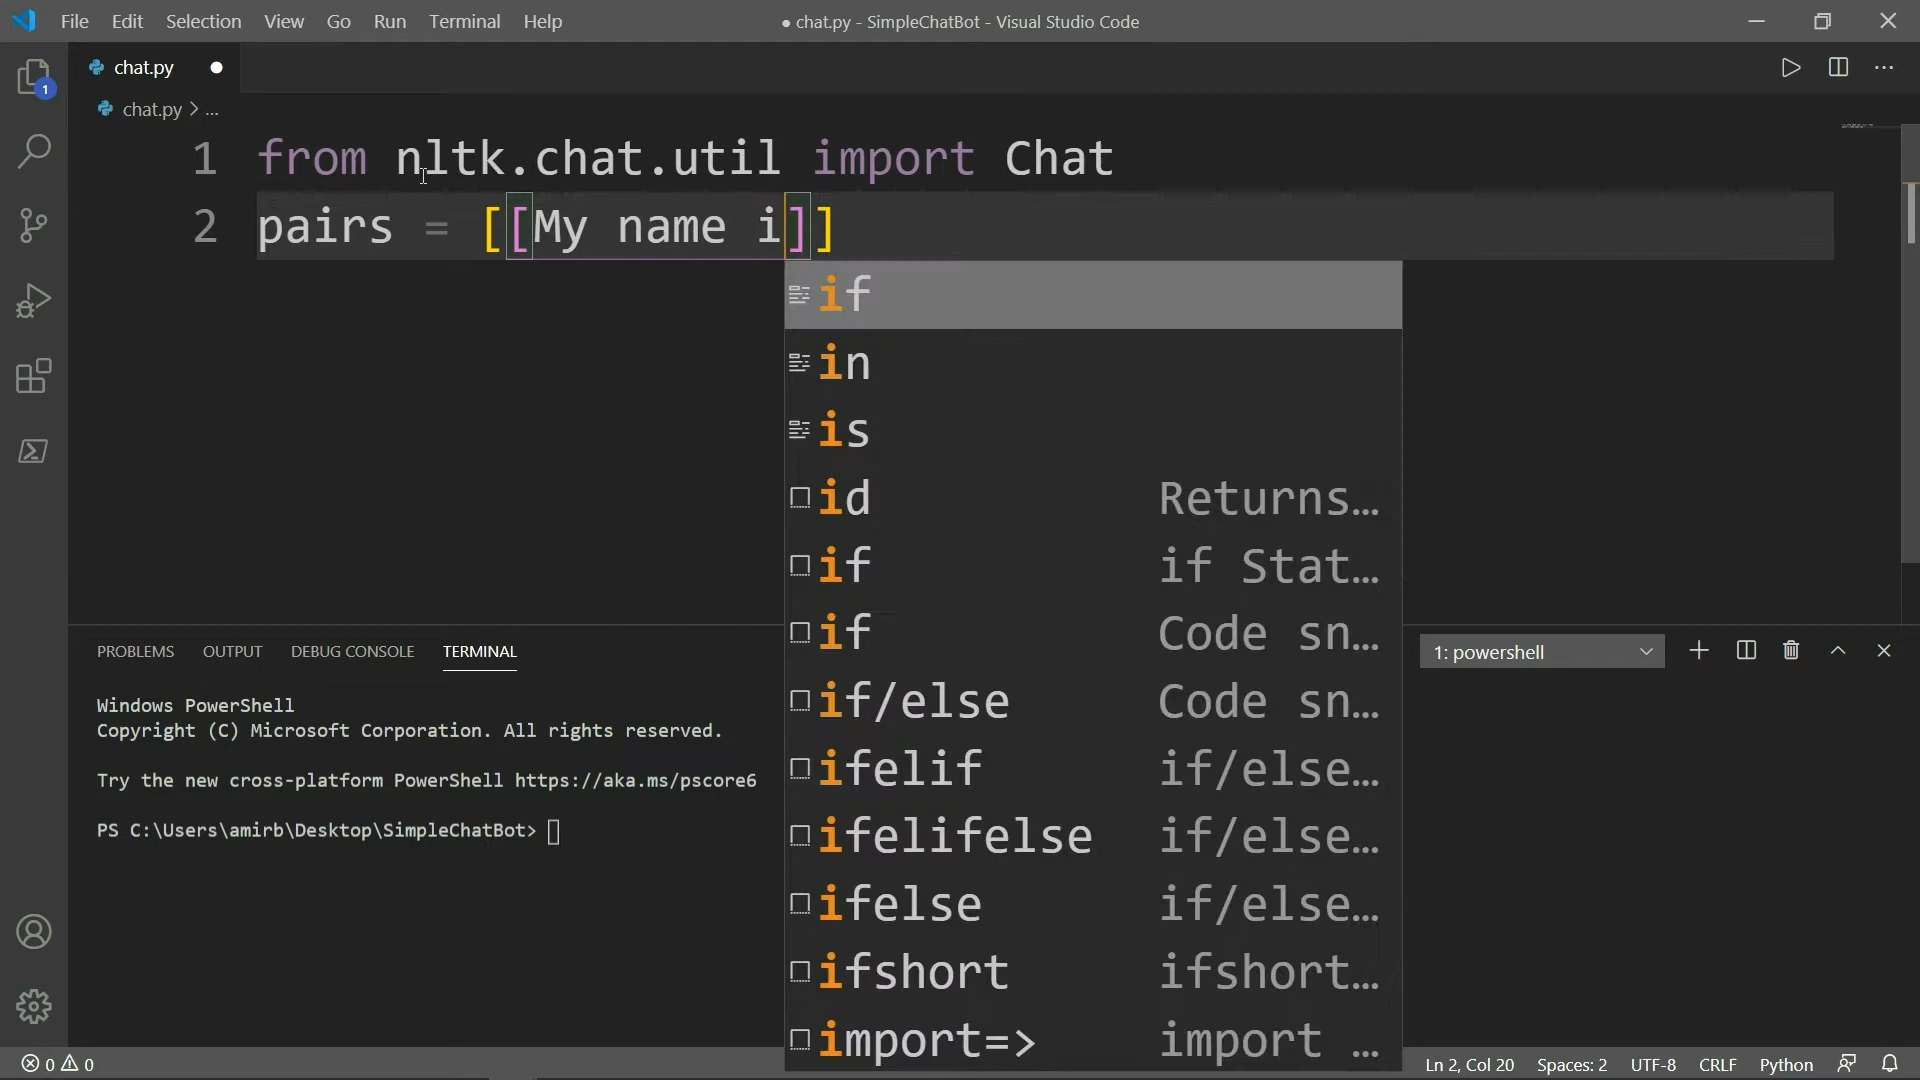 File Edit Selection View Go Run Terminal Help
● chat.py - SimpleChatBot - Visual Studio Code
chat.py
1
chat.py > ...
1 from nltk.chat.util import Chat
2 pairs = [[My name i]]
if
in
is
id Returns…
if if Stat…
if Code sn…
if/else Code sn…
ifelif if/else…
ifelifelse if/else…
ifelse if/else…
ifshort ifshort…
import=> import …
PROBLEMS OUTPUT DEBUG CONSOLE TERMINAL
1: powershell
Windows PowerShell
Copyright (C) Microsoft Corporation. All rights reserved.
Try the new cross-platform PowerShell https://aka.ms/pscore6
PS C:\Users\amirb\Desktop\SimpleChatBot>
0 0
Ln 2, Col 20 Spaces: 2 UTF-8 CRLF Python